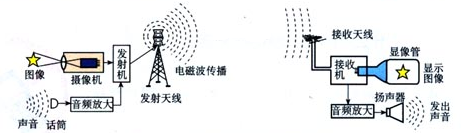 图像
摄像机
发射机
声音 话筒
音频放大
发射天线
电磁波传播
接收天线
接收机
显像管
显示图像
音频放大
扬声器
发出声音